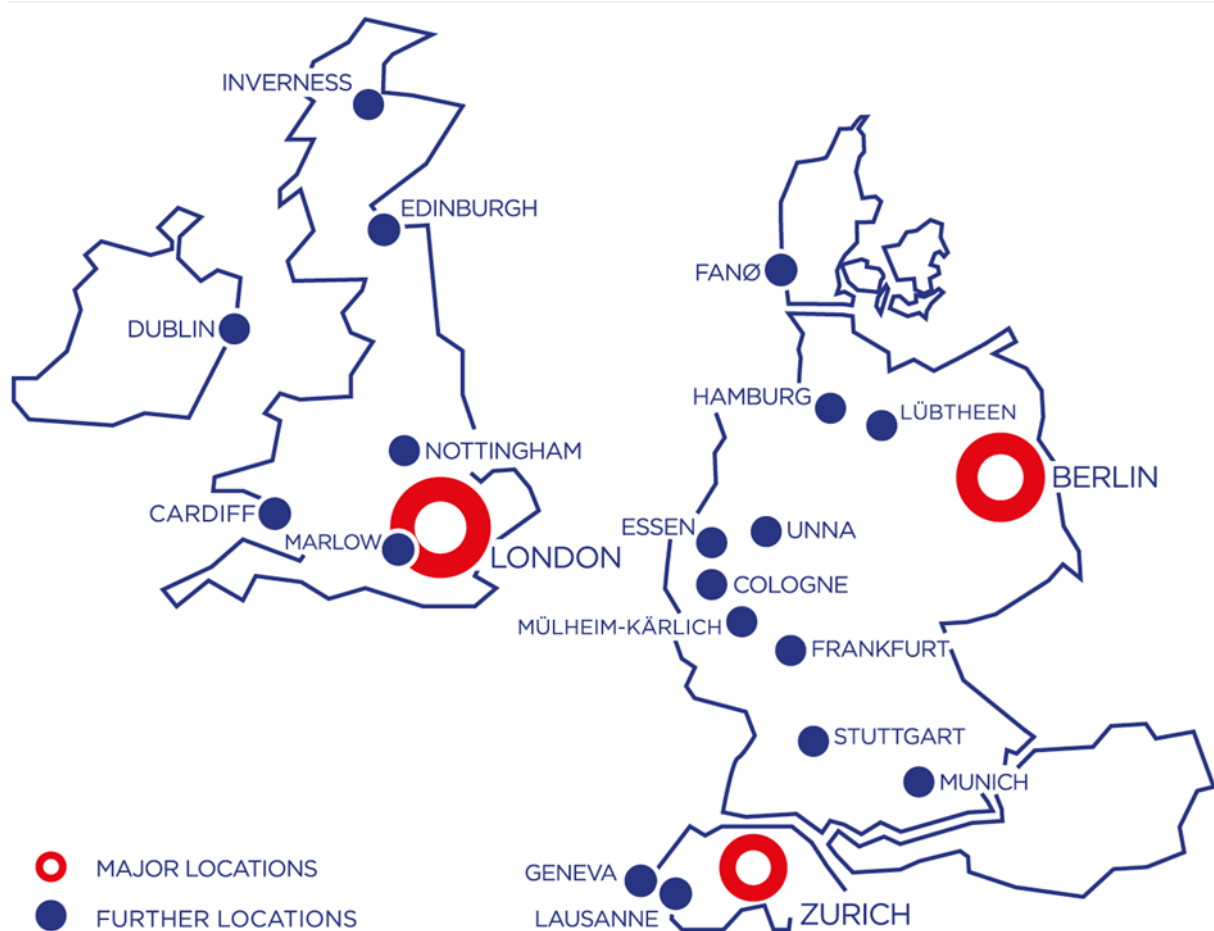 INVERNESS
EDINBURGH
FANØ
DUBLIN
HAMBURG
LÜBTHEEN
NOTTINGHAM
BERLIN
CARDIFF
ESSEN
UNNA
MARLOW
LONDON
COLOGNE
MÜLHEIM-KÄRLICH
FRANKFURT
STUTTGART
MUNICH
MAJOR LOCATIONS
GENEVA
FURTHER LOCATIONS
LAUSANNE
ZURICH